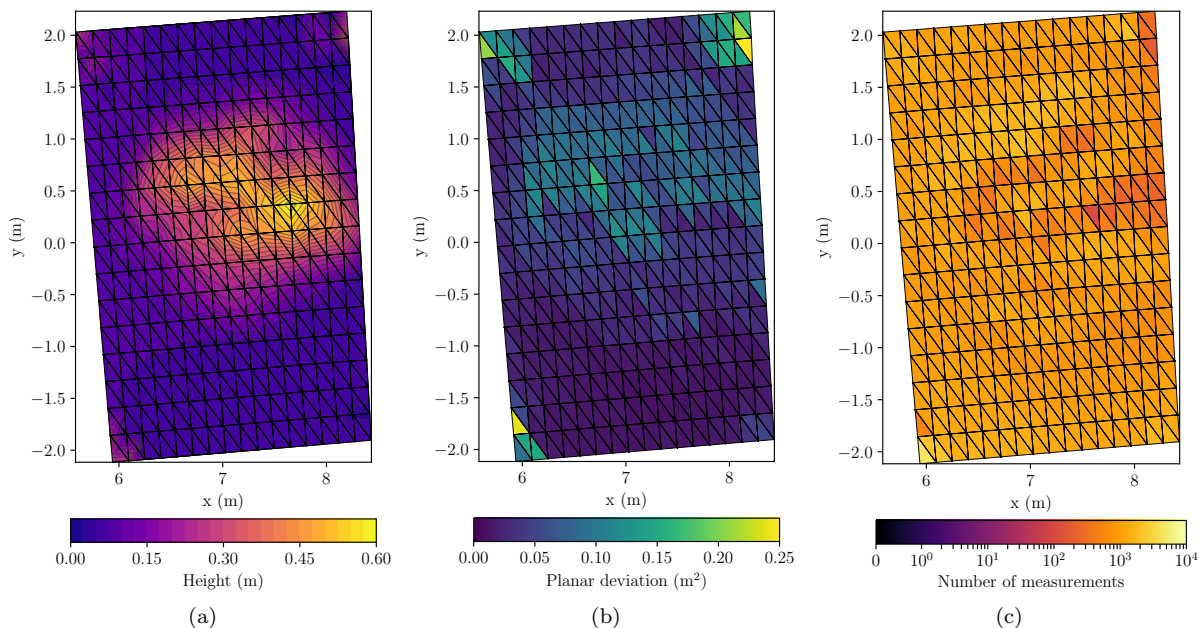 2.0
1.5
1.0
0.5
0.0
−0.5
−1.0
−1.5
−2.0
y (m)
6 7 8
x (m)
0.00 0.15 0.30 0.45 0.60
Height (m)
(a)
2.0
1.5
1.0
0.5
0.0
−0.5
−1.0
−1.5
−2.0
y (m)
6 7 8
x (m)
0.00 0.05 0.10 0.15 0.20 0.25
Planar deviation (m²)
(b)
2.0
1.5
1.0
0.5
0.0
−0.5
−1.0
−1.5
−2.0
y (m)
6 7 8
x (m)
0 10⁰ 10¹ 10² 10³ 10⁴
Number of measurements
(c)